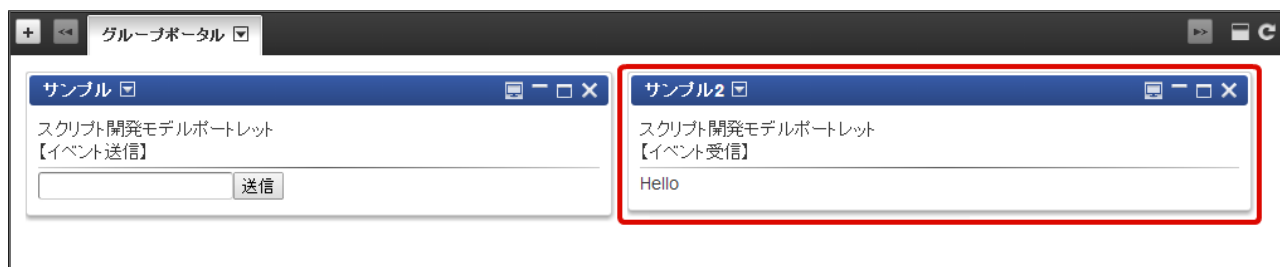 グループポータル
サンプル
スクリプト開発モデルポートレット
【イベント送信】
送信
サンプル2
スクリプト開発モデルポートレット
【イベント受信】
Hello